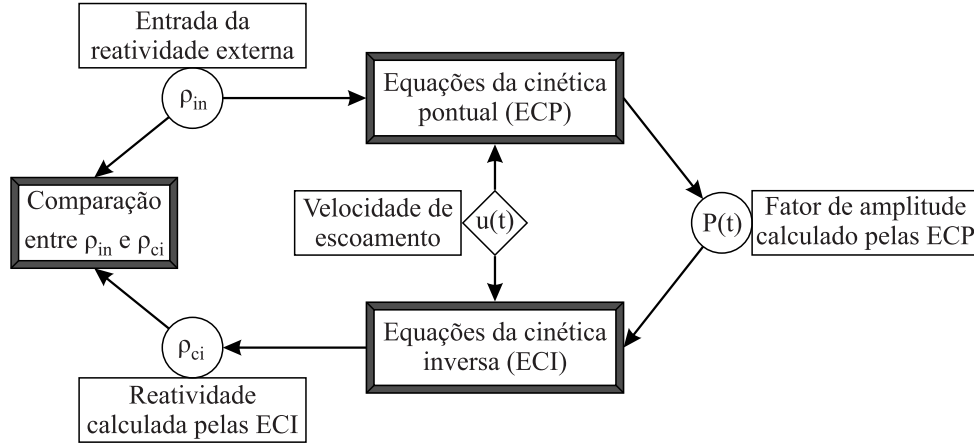 Entrada da
reatividade externa
ρin
Equações da cinética
pontual (ECP)
Comparação
entre ρin e ρci
Velocidade de
escoamento
u(t)
P(t)
Fator de amplitude
calculado pelas ECP
Equações da cinética
inversa (ECI)
ρci
Reatividade
calculada pelas ECI